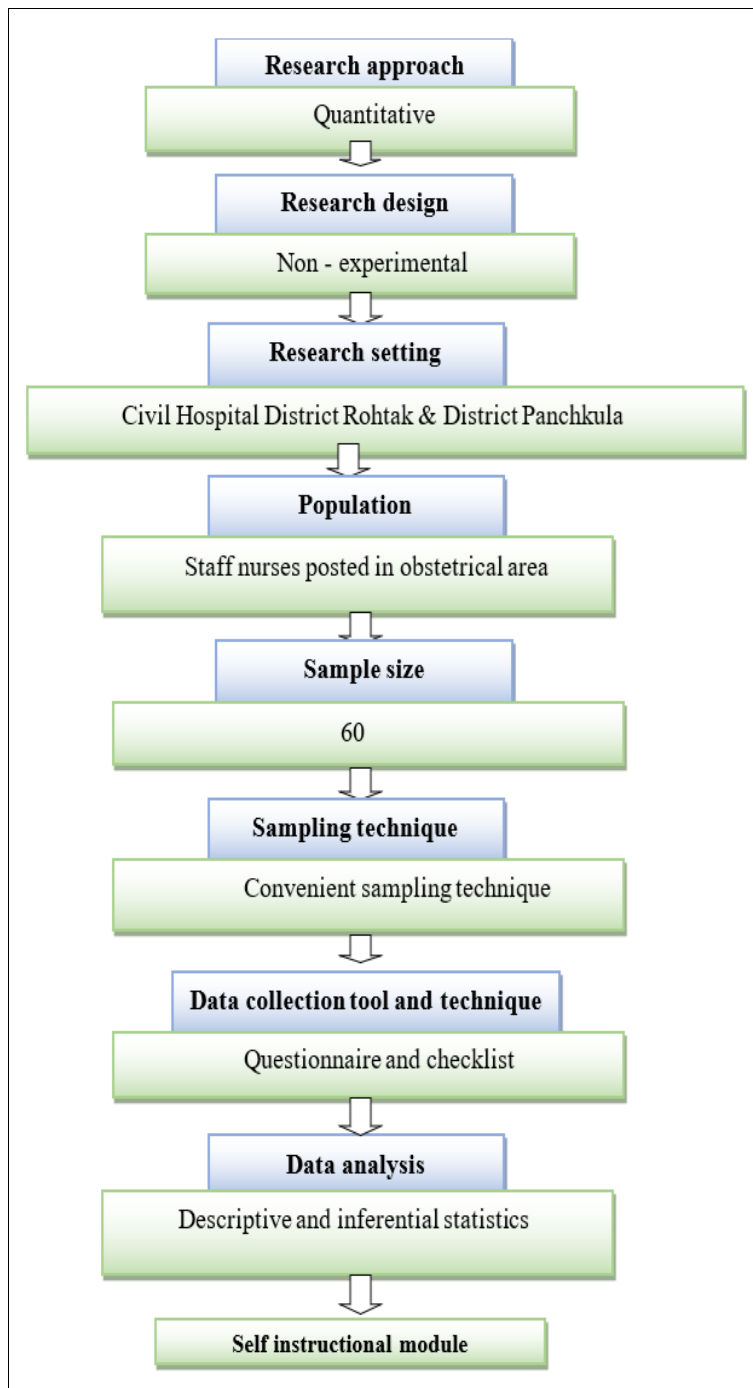 Research approach
Quantitative
Research design
Non - experimental
Research setting
Civil Hospital District Rohtak & District Panchkula
Population
Staff nurses posted in obstetrical area
Sample size
60
Sampling technique
Convenient sampling technique
Data collection tool and technique
Questionnaire and checklist
Data analysis
Descriptive and inferential statistics
Self instructional module